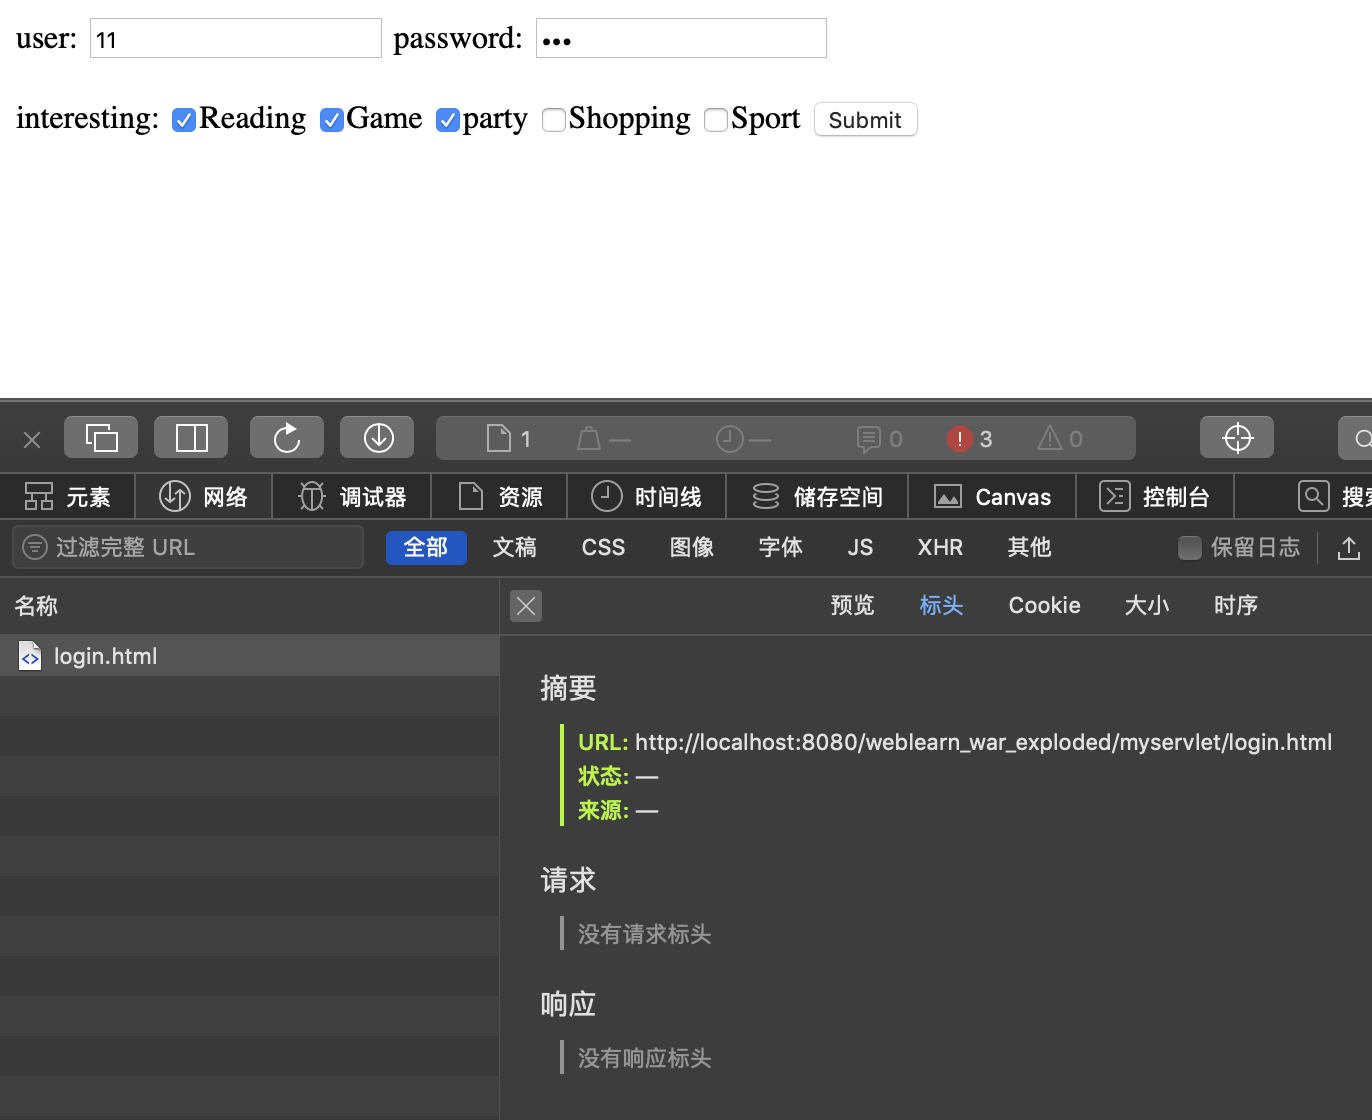 user: 11 password: •••
interesting: Reading Game party Shopping Sport Submit
1 — — 0 3 0
元素 网络 调试器 资源 时间线 储存空间 Canvas 控制台
过滤完整 URL 全部 文稿 CSS 图像 字体 JS XHR 其他 保留日志
名称 预览 标头 Cookie 大小 时序
login.html
摘要
URL: http://localhost:8080/weblearn_war_exploded/myservlet/login.html
状态: —
来源: —
请求
没有请求标头
响应
没有响应标头